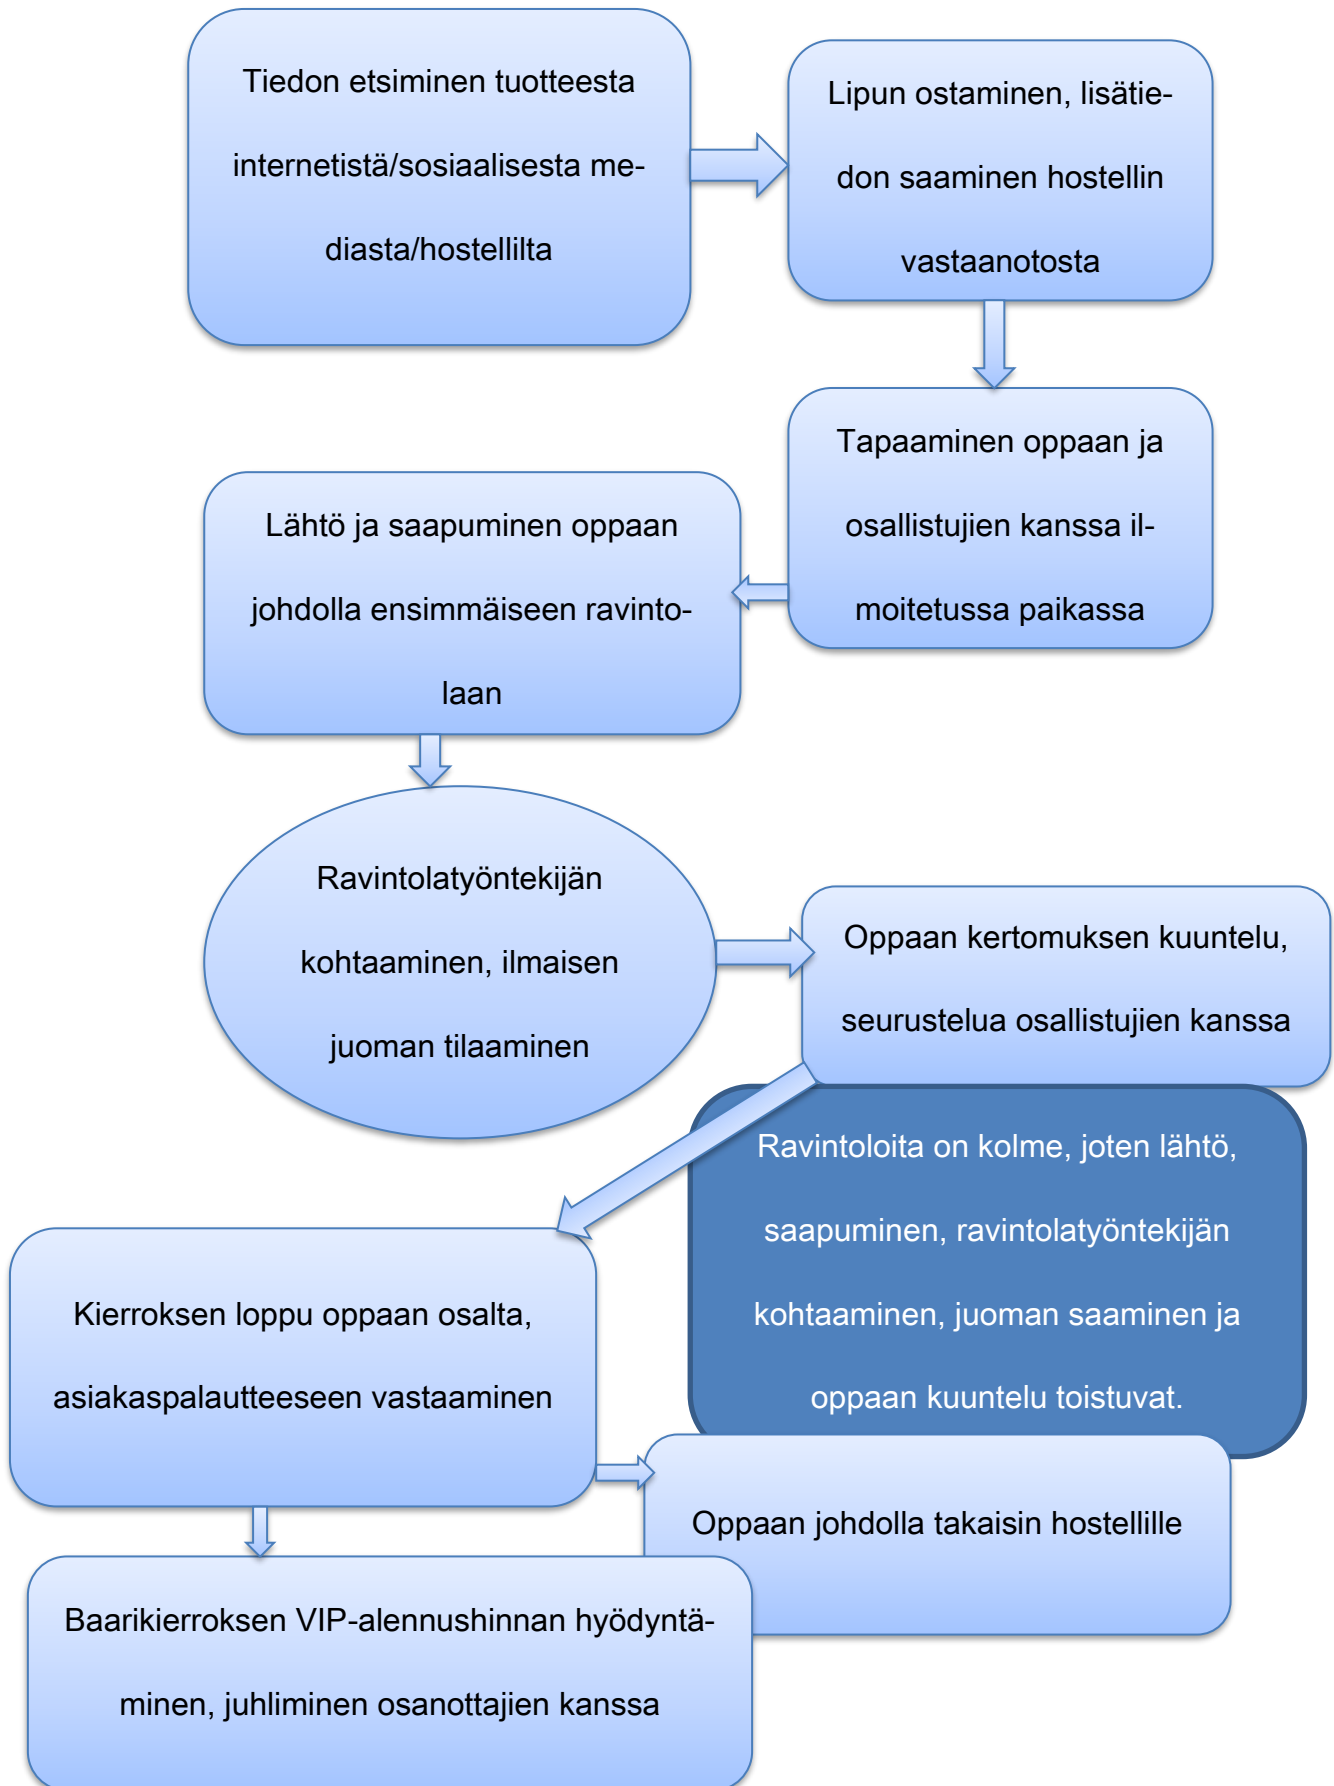 Tiedon etsiminen tuotteesta
internetistä/sosiaalisesta me-
diasta/hostellilta
Lipun ostaminen, lisätie-
don saaminen hostellin
vastaanotosta
Tapaaminen oppaan ja
osallistujien kanssa il-
moitetussa paikassa
Lähtö ja saapuminen oppaan
johdolla ensimmäiseen ravinto-
laan
Ravintolatyöntekijän
kohtaaminen, ilmaisen
juoman tilaaminen
Oppaan kertomuksen kuuntelu,
seurustelua osallistujien kanssa
Ravintoloita on kolme, joten lähtö,
saapuminen, ravintolatyöntekijän
kohtaaminen, juoman saaminen ja
oppaan kuuntelu toistuvat.
Kierroksen loppu oppaan osalta,
asiakaspalautteeseen vastaaminen
Oppaan johdolla takaisin hostellille
Baarikierroksen VIP-alennushinnan hyödyntä-
minen, juhliminen osanottajien kanssa